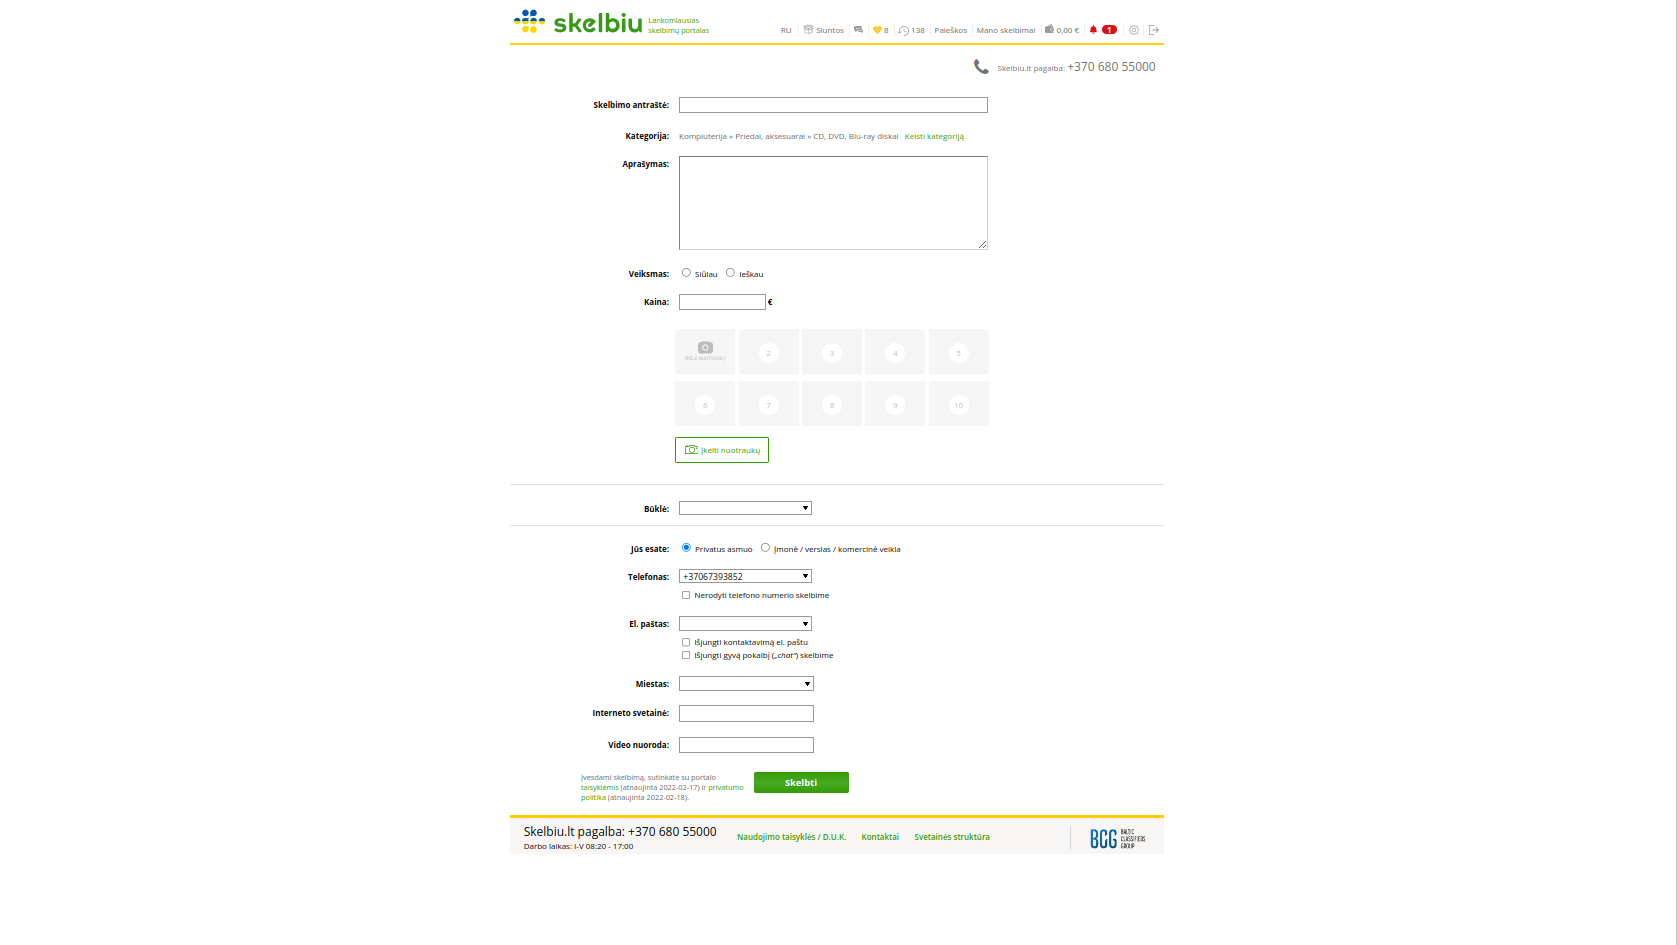 skelbiu
Lankomiausias
skelbimų portalas
RU Siuntos 8 138 Paieškos Mano skelbimai 0,00 € 1
Skelbiu.lt pagalba: +370 680 55000
Skelbimo antraštė:
Kategorija: Kompiuterija » Priedai, aksesuarai » CD, DVD, Blu-ray diskai Keisti kategoriją
Aprašymas:
Veiksmas: Siūlau Ieškau
Kaina: €
2 3 4 5
6 7 8 9 10
Įkelti nuotraukų
Būklė:
Jūs esate: Privatus asmuo Įmonė / verslas / komercinė veikla
Telefonas: +37067393852
Nerodyti telefono numerio skelbime
El. paštas:
Išjungti kontaktavimą el. paštu
Išjungti gyvą pokalbį („chat“) skelbime
Miestas:
Interneto svetainė:
Video nuoroda:
Įvesdami skelbimą, sutinkate su portalo
taisyklėmis (atnaujinta 2022-02-17) ir privatumo
politika (atnaujinta 2022-02-18).
Skelbti
Skelbiu.lt pagalba: +370 680 55000
Darbo laikas: I-V 08:20 - 17:00
Naudojimo taisyklės / D.U.K. Kontaktai Svetainės struktūra
BCG
BALTIC
CLASSIFIEDS
GROUP